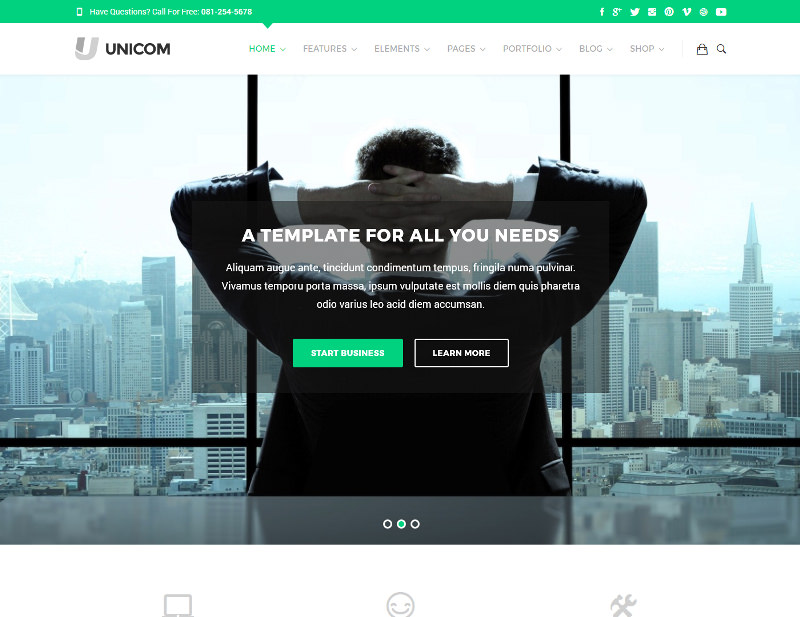 Have Questions? Call For Free: 081-254-5678
UNICOM
HOME FEATURES ELEMENTS PAGES PORTFOLIO BLOG SHOP
A TEMPLATE FOR ALL YOU NEEDS
Aliquam augue ante, tincidunt condimentum tempus, fringila numa pulvinar.
Vivamus temporu porta massa, ipsum vulputate est mollis diem quis pharetra
odio varius leo acid diem accumsan.
START BUSINESS LEARN MORE